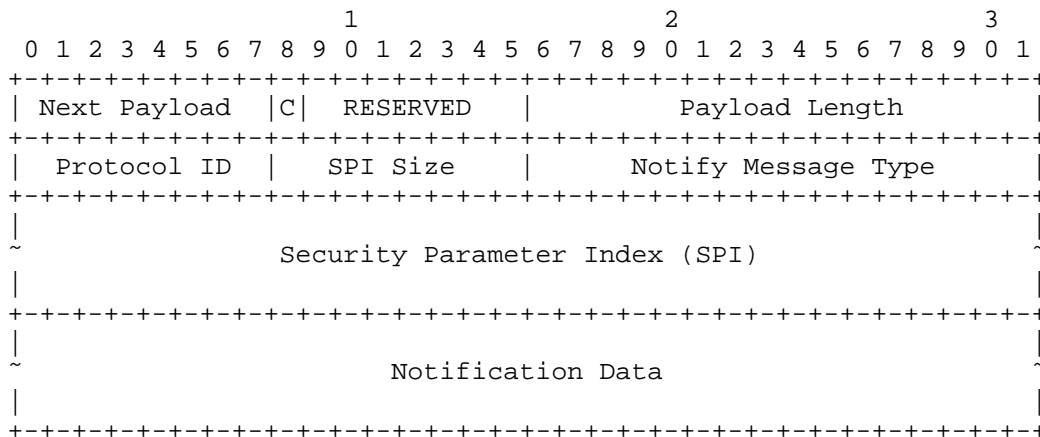 1                   2                   3
 0 1 2 3 4 5 6 7 8 9 0 1 2 3 4 5 6 7 8 9 0 1 2 3 4 5 6 7 8 9 0 1
+-+-+-+-+-+-+-+-+-+-+-+-+-+-+-+-+-+-+-+-+-+-+-+-+-+-+-+-+-+-+-+-+
| Next Payload  |C|  RESERVED   |         Payload Length        |
+-+-+-+-+-+-+-+-+-+-+-+-+-+-+-+-+-+-+-+-+-+-+-+-+-+-+-+-+-+-+-+-+
|  Protocol ID  |   SPI Size    |      Notify Message Type      |
+-+-+-+-+-+-+-+-+-+-+-+-+-+-+-+-+-+-+-+-+-+-+-+-+-+-+-+-+-+-+-+-+
|                                                               |
~                Security Parameter Index (SPI)                 ~
|                                                               |
+-+-+-+-+-+-+-+-+-+-+-+-+-+-+-+-+-+-+-+-+-+-+-+-+-+-+-+-+-+-+-+-+
|                                                               |
~                       Notification Data                       ~
|                                                               |
+-+-+-+-+-+-+-+-+-+-+-+-+-+-+-+-+-+-+-+-+-+-+-+-+-+-+-+-+-+-+-+-+